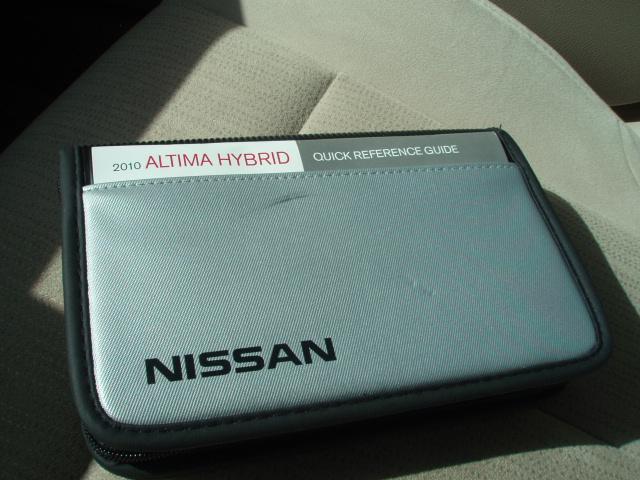 2010 ALTIMA HYBRID QUICK REFERENCE GUIDE
NISSAN